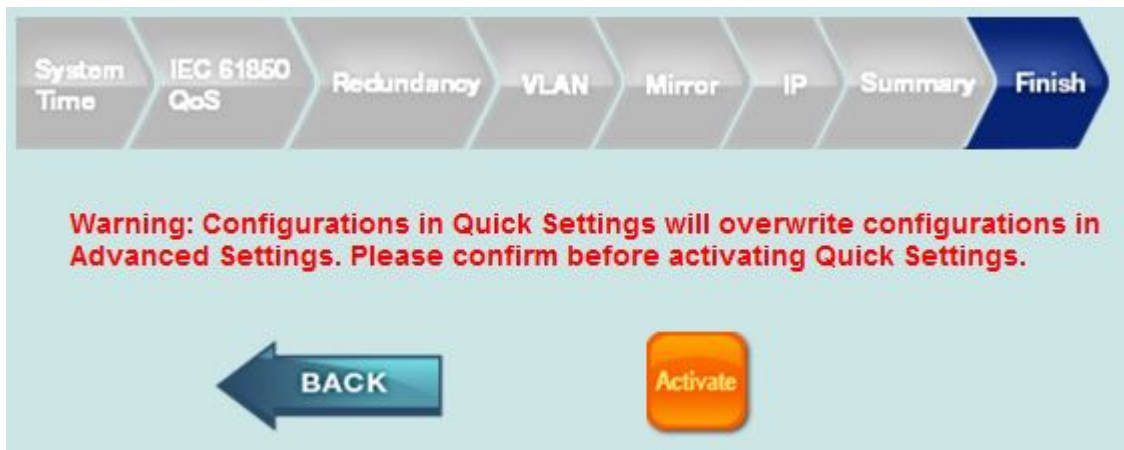 System
Time
IEC 61850
QoS
Redundancy
VLAN
Mirror
IP
Summary
Finish
Warning: Configurations in Quick Settings will overwrite configurations in
Advanced Settings. Please confirm before activating Quick Settings.
BACK
Activate